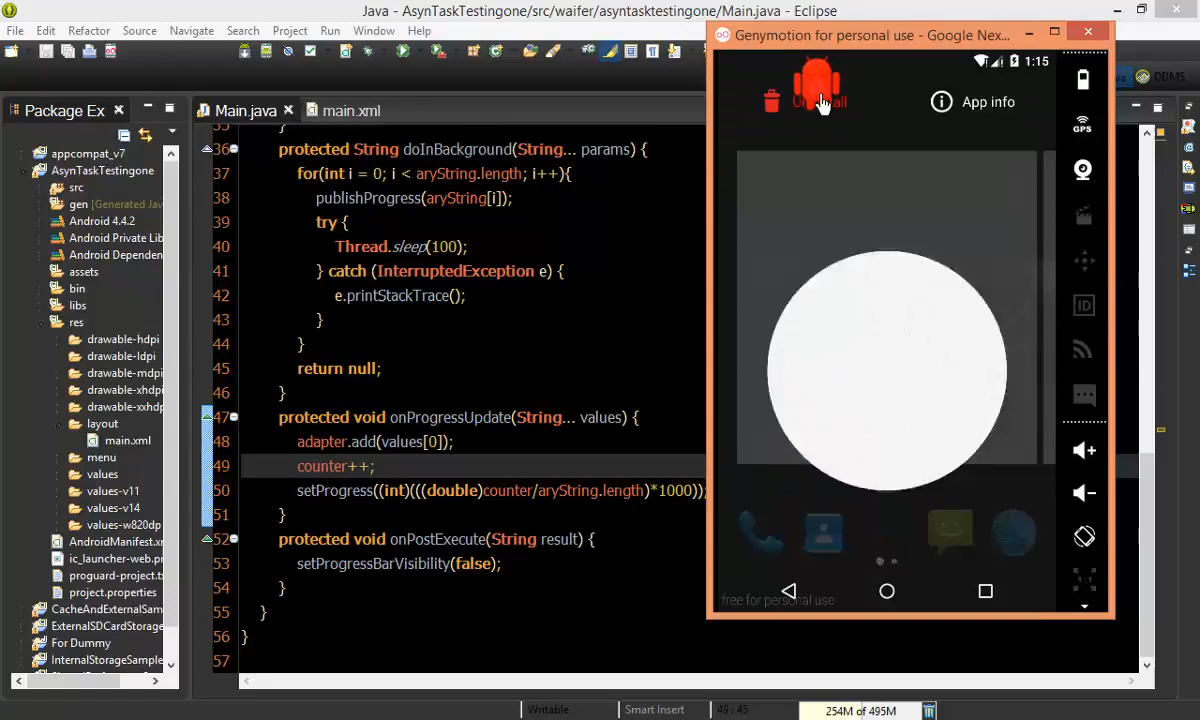 Java - AsynTaskTestingone/src/waifer/asyntasktestingone/Main.java - Eclipse
File Edit Refactor Source Navigate Search Project Run Window Help
Genymotion for personal use - Google Nex...
DDMS
Package Ex
Main.java
main.xml
appcompat_v7
AsynTaskTestingone
src
gen [Generated Jav
Android 4.4.2
Android Private Lib
Android Dependen
assets
bin
libs
res
drawable-hdpi
drawable-ldpi
drawable-mdpi
drawable-xhdpi
drawable-xxhdp
layout
main.xml
menu
values
values-v11
values-v14
values-w820dp
AndroidManifest.x
ic_launcher-web.pr
proguard-project.tx
project.properties
CacheAndExternalSam
ExternalSDCardStorage
For Dummy
InternalStorageSample
}
36 protected String doInBackground(String... params) {
37 for(int i = 0; i < aryString.length; i++){
38 publishProgress(aryString[i]);
39 try {
40 Thread.sleep(100);
41 } catch (InterruptedException e) {
42 e.printStackTrace();
43 }
44 }
45 return null;
46 }
47 protected void onProgressUpdate(String... values) {
48 adapter.add(values[0]);
49 counter++;
50 setProgress((int)(((double)counter/aryString.length)*1000));
51 }
52 protected void onPostExecute(String result) {
53 setProgressBarVisibility(false);
54 }
55 }
56 }
57
1:15
App info
GPS
ID
free for personal use
Writable
Smart Insert
49 : 45
254M of 495M